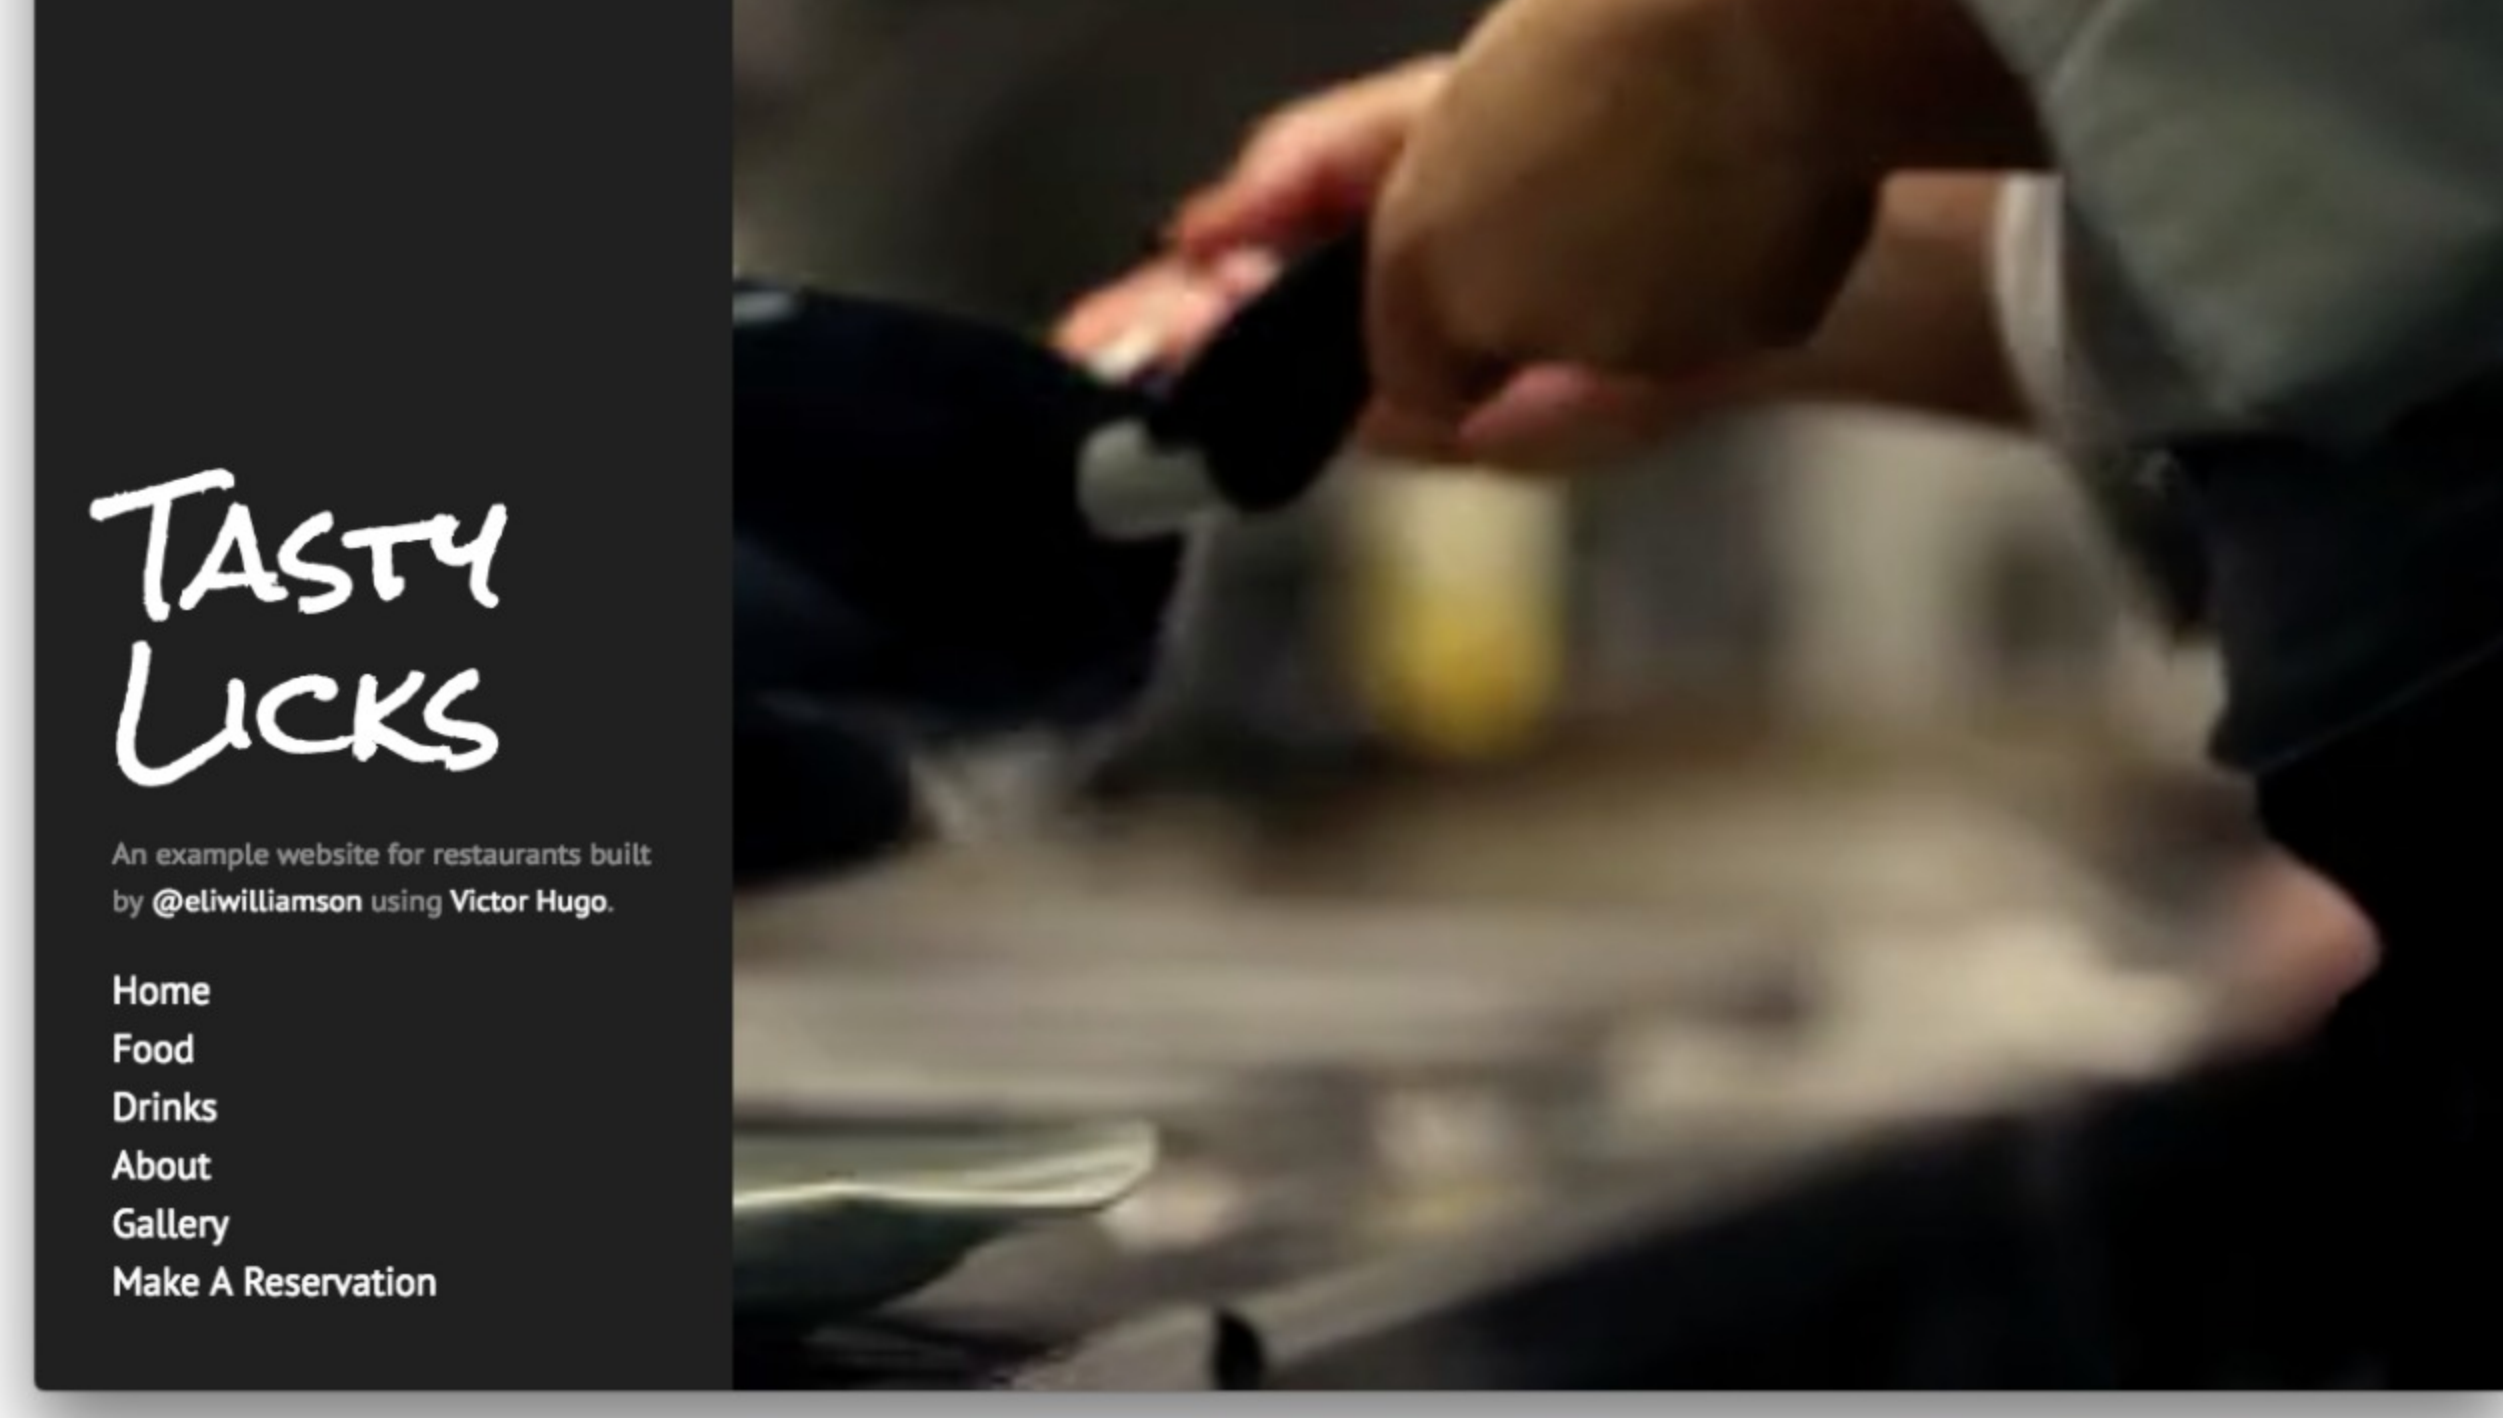 Tasty
Licks
An example website for restaurants built
by @eliwilliamson using Victor Hugo.
Home
Food
Drinks
About
Gallery
Make A Reservation